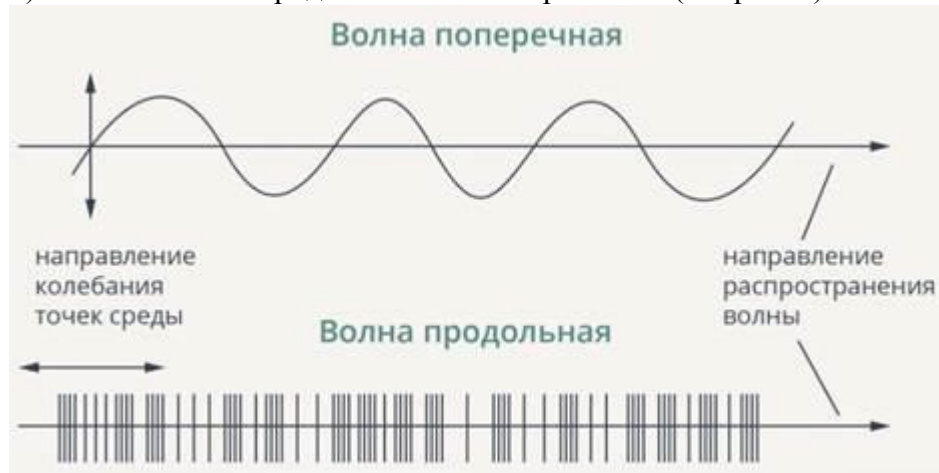 Волна поперечная
направление
колебания
точек среды
направление
распространения
волны
Волна продольная